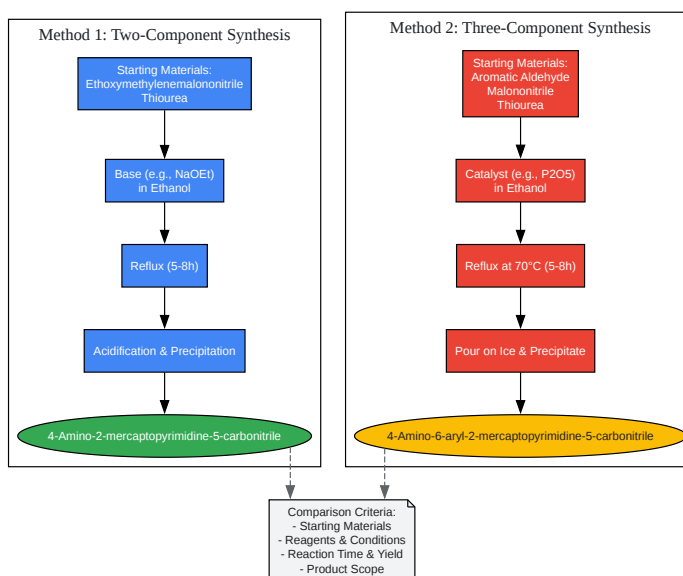 Method 1: Two-Component Synthesis
Starting Materials:
Ethoxymethylenemalononitrile
Thiourea
Base (e.g., NaOEt)
in Ethanol
Reflux (5-8h)
Acidification & Precipitation
4-Amino-2-mercaptopyrimidine-5-carbonitrile
Method 2: Three-Component Synthesis
Starting Materials:
Aromatic Aldehyde
Malononitrile
Thiourea
Catalyst (e.g., P2O5)
in Ethanol
Reflux at 70°C (5-8h)
Pour on Ice & Precipitate
4-Amino-6-aryl-2-mercaptopyrimidine-5-carbonitrile
Comparison Criteria:
- Starting Materials
- Reagents & Conditions
- Reaction Time & Yield
- Product Scope